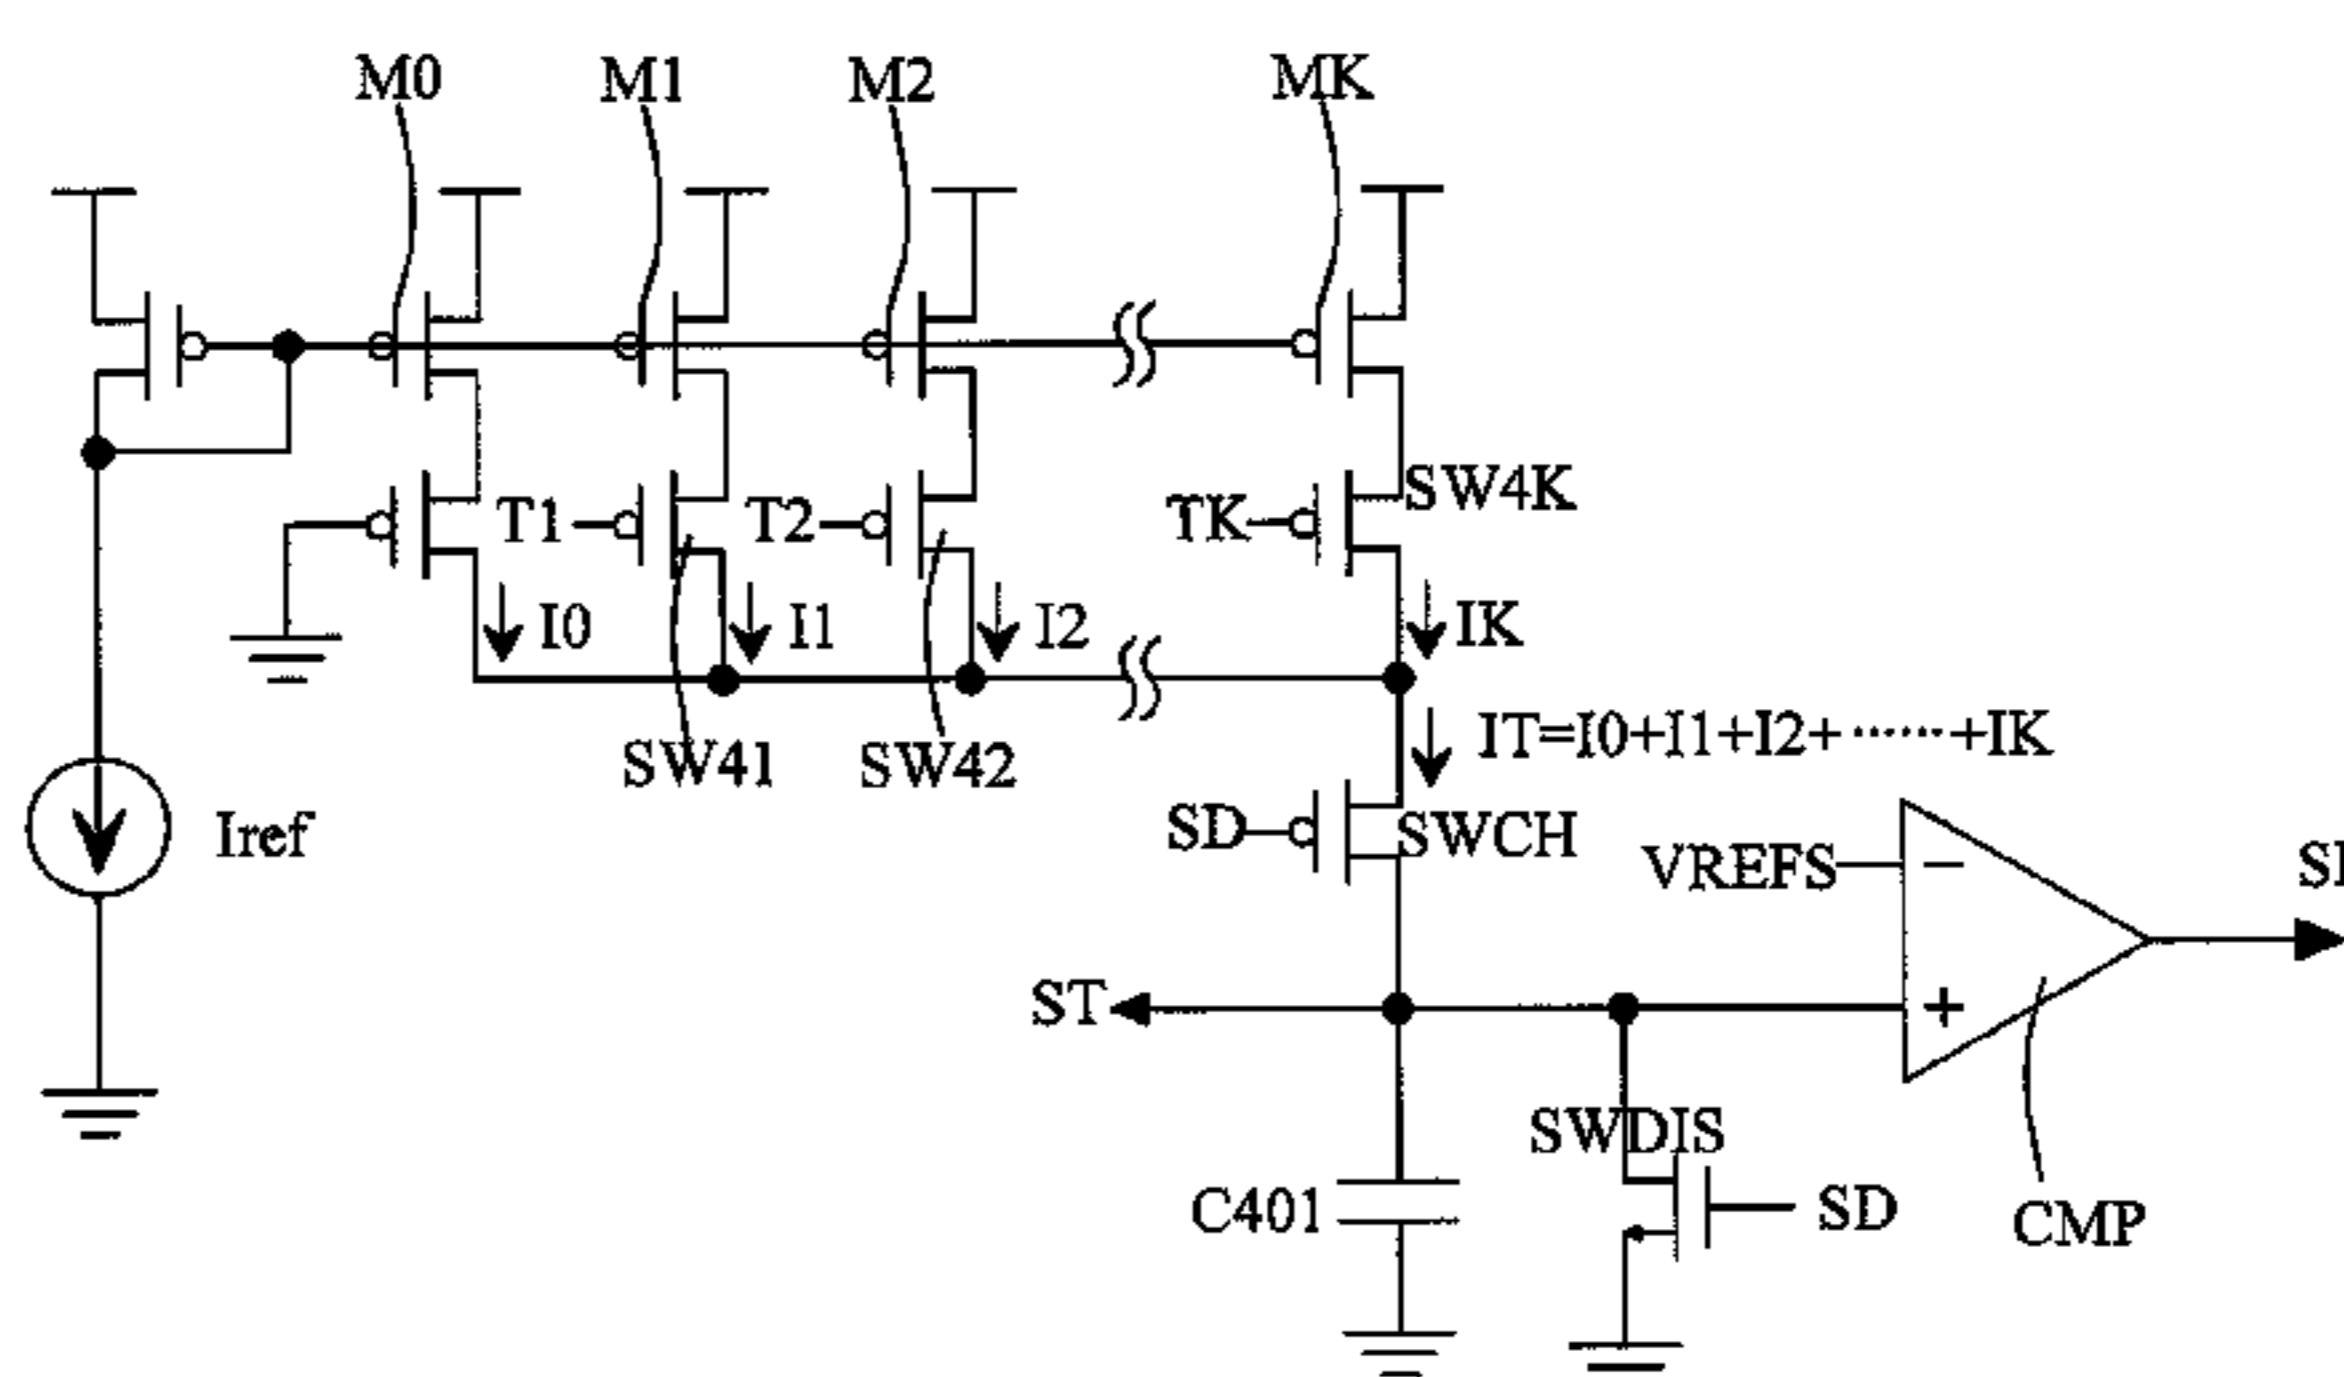 M0
M1
M2
MK
T1
T2
TK
SW4K
I0
I1
I2
IK
SW41
SW42
IT=I0+I1+I2+······+IK
Iref
SD
SWCH
VREFS
−
ST
+
SWDIS
C401
SD
CMP